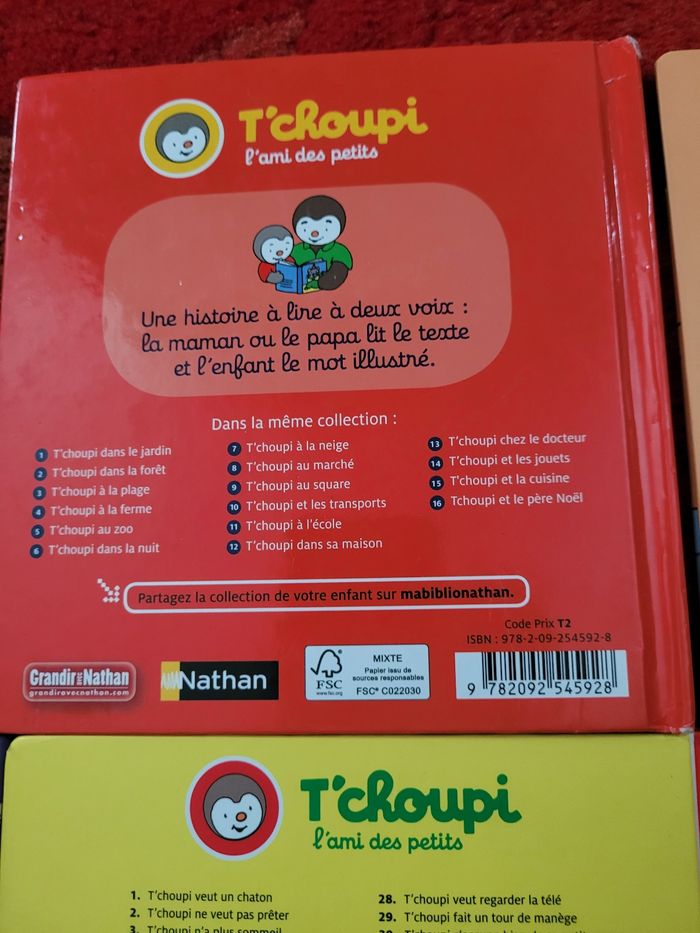 T'choupi
l'ami des petits
Une histoire à lire à deux voix :
la maman ou le papa lit le texte
et l'enfant le mot illustré.
Dans la même collection :
1 T'choupi dans le jardin
2 T'choupi dans la forêt
3 T'choupi à la plage
4 T'choupi à la ferme
5 T'choupi au zoo
6 T'choupi dans la nuit
7 T'choupi à la neige
8 T'choupi au marché
9 T'choupi au square
10 T'choupi et les transports
11 T'choupi à l'école
12 T'choupi dans sa maison
13 T'choupi chez le docteur
14 T'choupi et les jouets
15 T'choupi et la cuisine
16 Tchoupi et le père Noël
Partagez la collection de votre enfant sur mabiblionathan.
Code Prix T2
ISBN : 978-2-09-254592-8
Grandir avec Nathan
grandiravecnathan.com
Nathan
FSC
www.fsc.org
MIXTE
Papier issu de
sources responsables
FSC® C022030
9 782092 545928
T'choupi
l'ami des petits
1. T'choupi veut un chaton
2. T'choupi ne veut pas prêter
3. T'choupi n'a plus sommeil
28. T'choupi veut regarder la télé
29. T'choupi fait un tour de manège